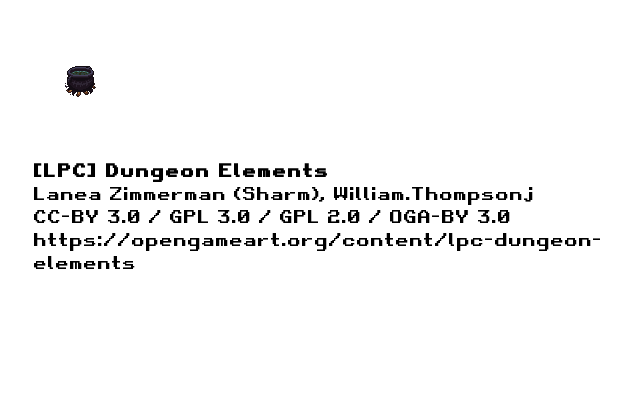 [LPC] Dungeon Elements
Lanea Zimmerman (Sharm), William.Thompsonj
CC-BY 3.0 / GPL 3.0 / GPL 2.0 / OGA-BY 3.0
https://opengameart.org/content/lpc-dungeon-
elements